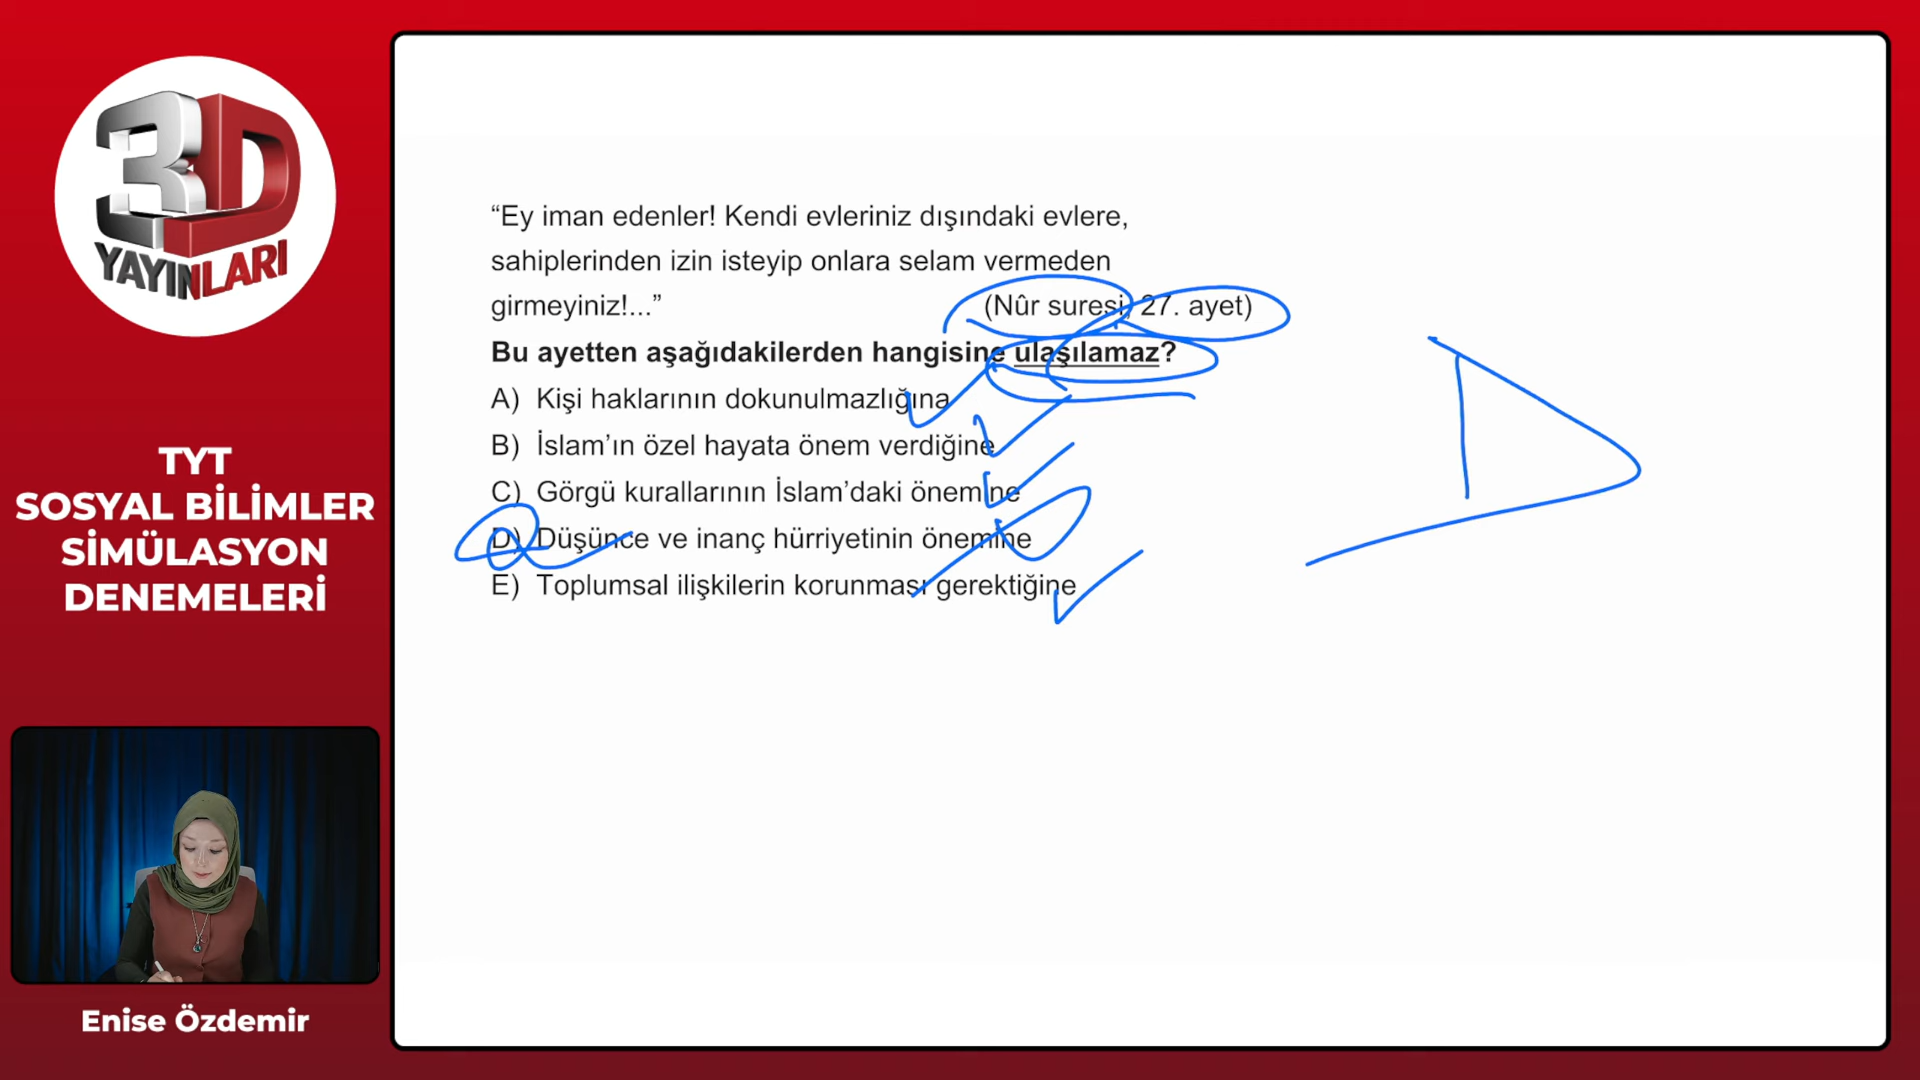 3D
YAYINLARI
TYT
SOSYAL BİLİMLER
SİMÜLASYON
DENEMELERİ
Enise Özdemir
“Ey iman edenler! Kendi evleriniz dışındaki evlere,
sahiplerinden izin isteyip onlara selam vermeden
girmeyiniz!...” (Nûr suresi, 27. ayet)
Bu ayetten aşağıdakilerden hangisine ulaşılamaz?
A) Kişi haklarının dokunulmazlığına
B) İslam’ın özel hayata önem verdiğine
C) Görgü kurallarının İslam’daki önemine
D) Düşünce ve inanç hürriyetinin önemine
E) Toplumsal ilişkilerin korunması gerektiğine
D